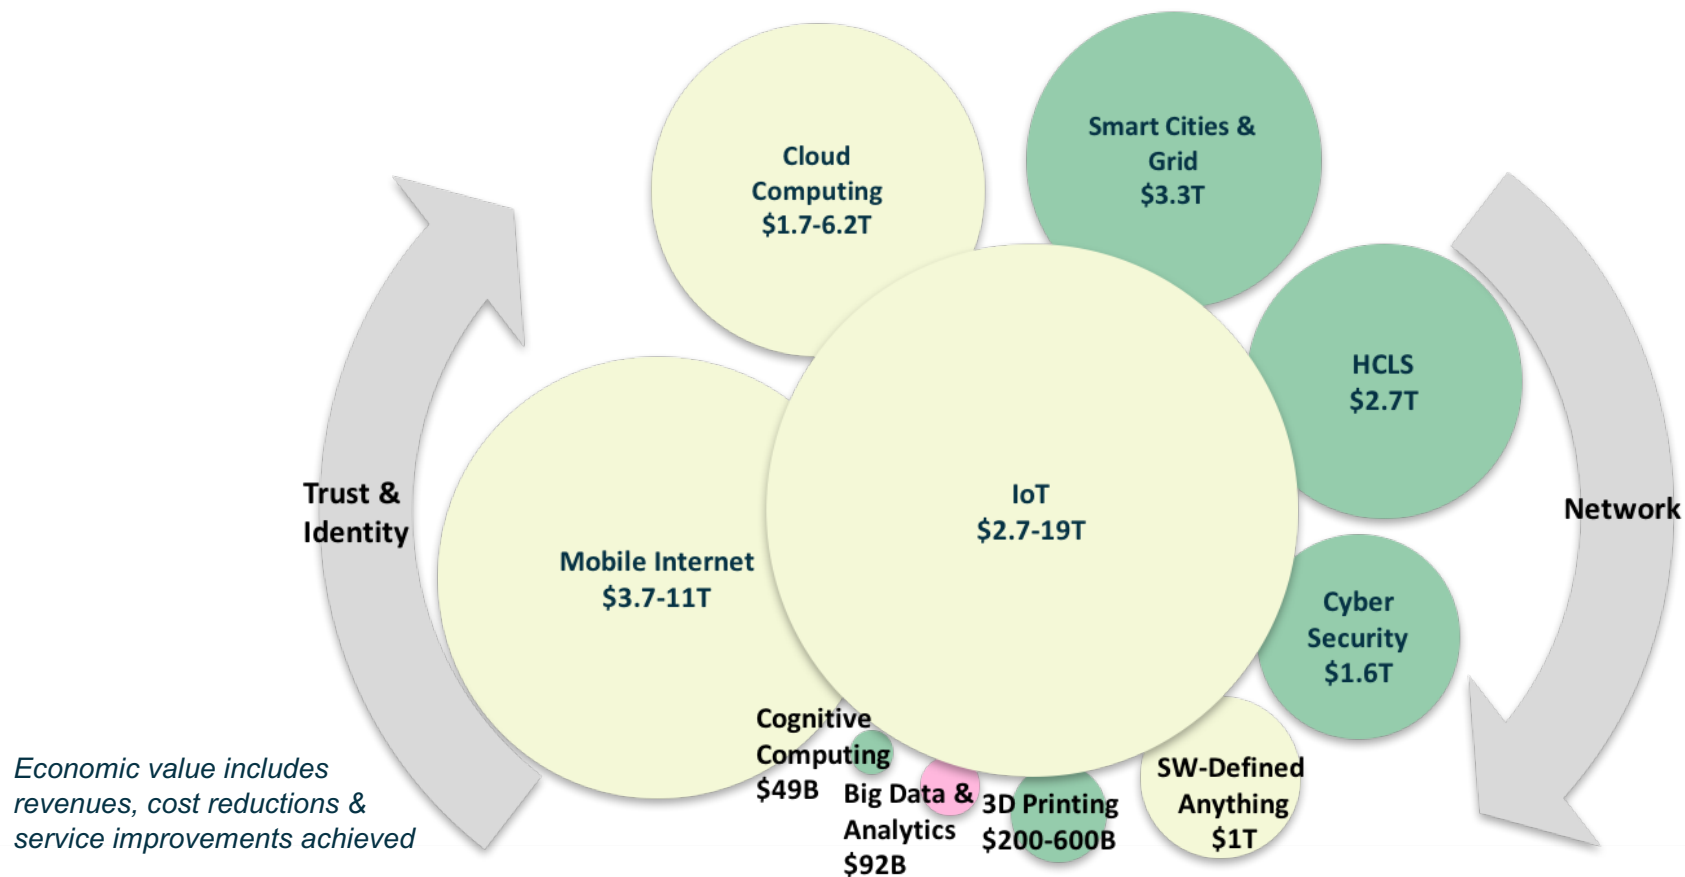 Cloud
Computing
$1.7-6.2T
Smart Cities &
Grid
$3.3T
HCLS
$2.7T
Trust &
Identity
IoT
$2.7-19T
Network
Mobile Internet
$3.7-11T
Cyber
Security
$1.6T
Cognitive
Computing
$49B
Big Data &
Analytics
$92B
3D Printing
$200-600B
SW-Defined
Anything
$1T
Economic value includes
revenues, cost reductions &
service improvements achieved